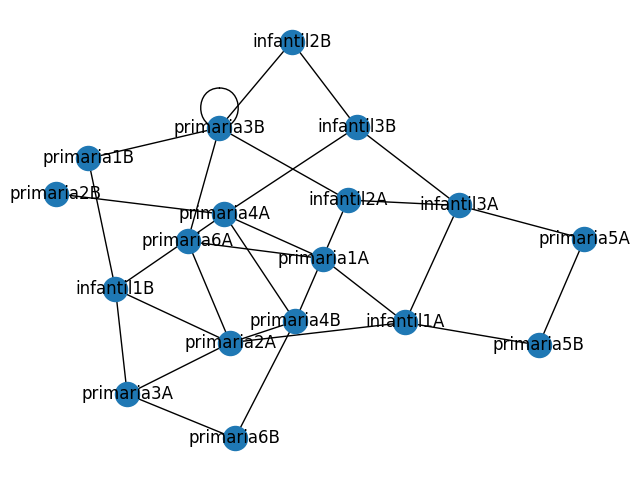 infantil2B
primaria3B
infantil3B
primaria1B
primaria2B
infantil2A
infantil3A
primaria4A
primaria6A
primaria5A
primaria1A
infantil1B
primaria4B
infantil1A
primaria2A
primaria5B
primaria3A
primaria6B